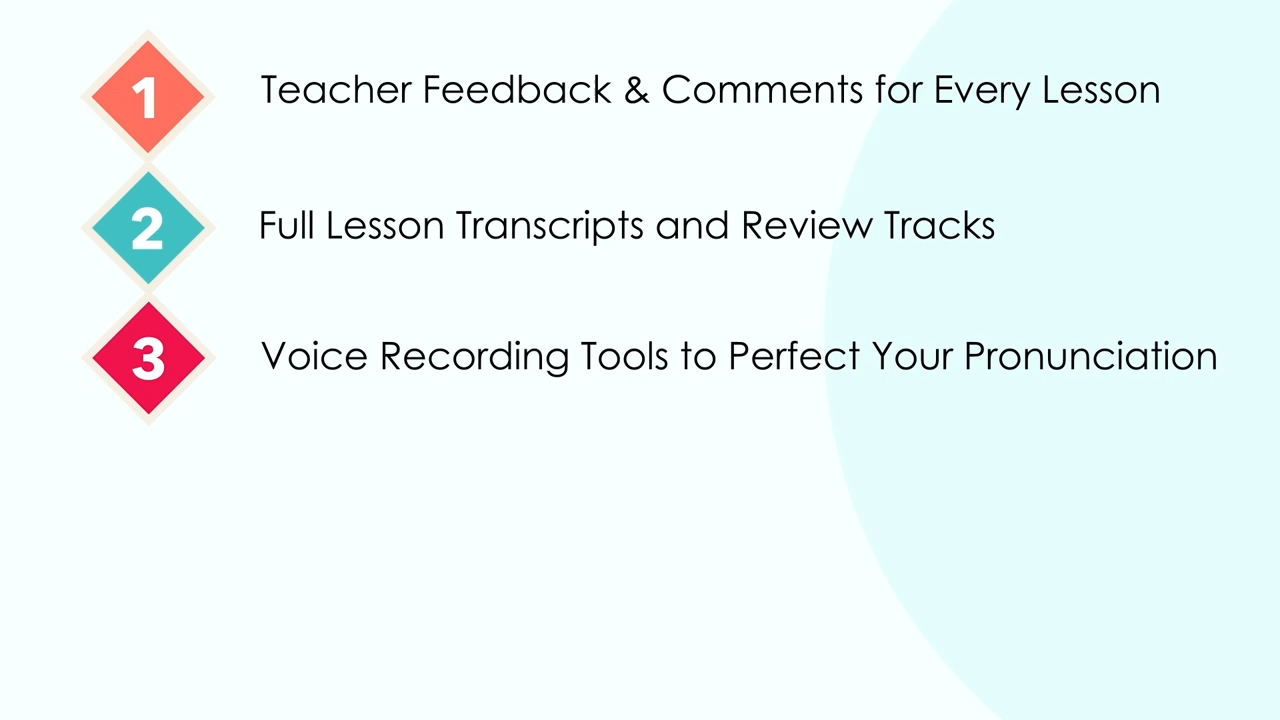 1 Teacher Feedback & Comments for Every Lesson
2 Full Lesson Transcripts and Review Tracks
3 Voice Recording Tools to Perfect Your Pronunciation